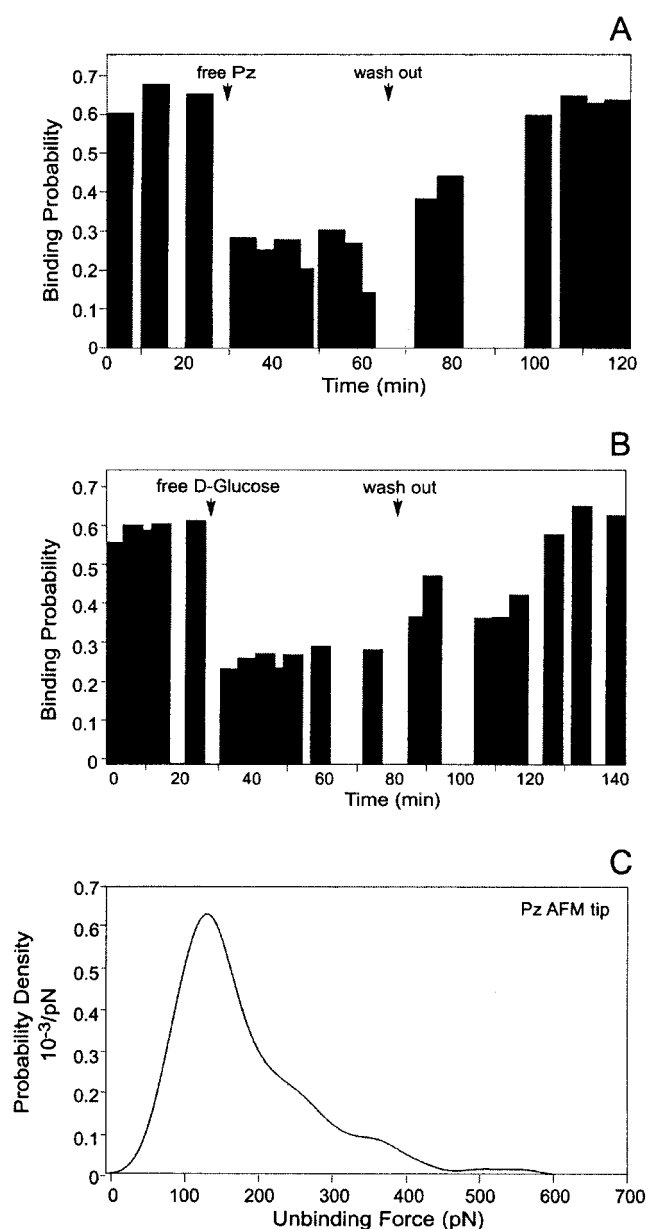 A
free Pz wash out
0.7
0.6
0.5
0.4
0.3
0.2
0.1
0
Binding Probability
0 20 40 60 80 100 120
Time (min)
B
free D-Glucose wash out
0.7
0.6
0.5
0.4
0.3
0.2
0.1
0
Binding Probability
0 20 40 60 80 100 120 140
Time (min)
C
Pz AFM tip
0.7
0.6
0.5
0.4
0.3
0.2
0.1
0
Probability Density
10-3/pN
0 100 200 300 400 500 600 700
Unbinding Force (pN)